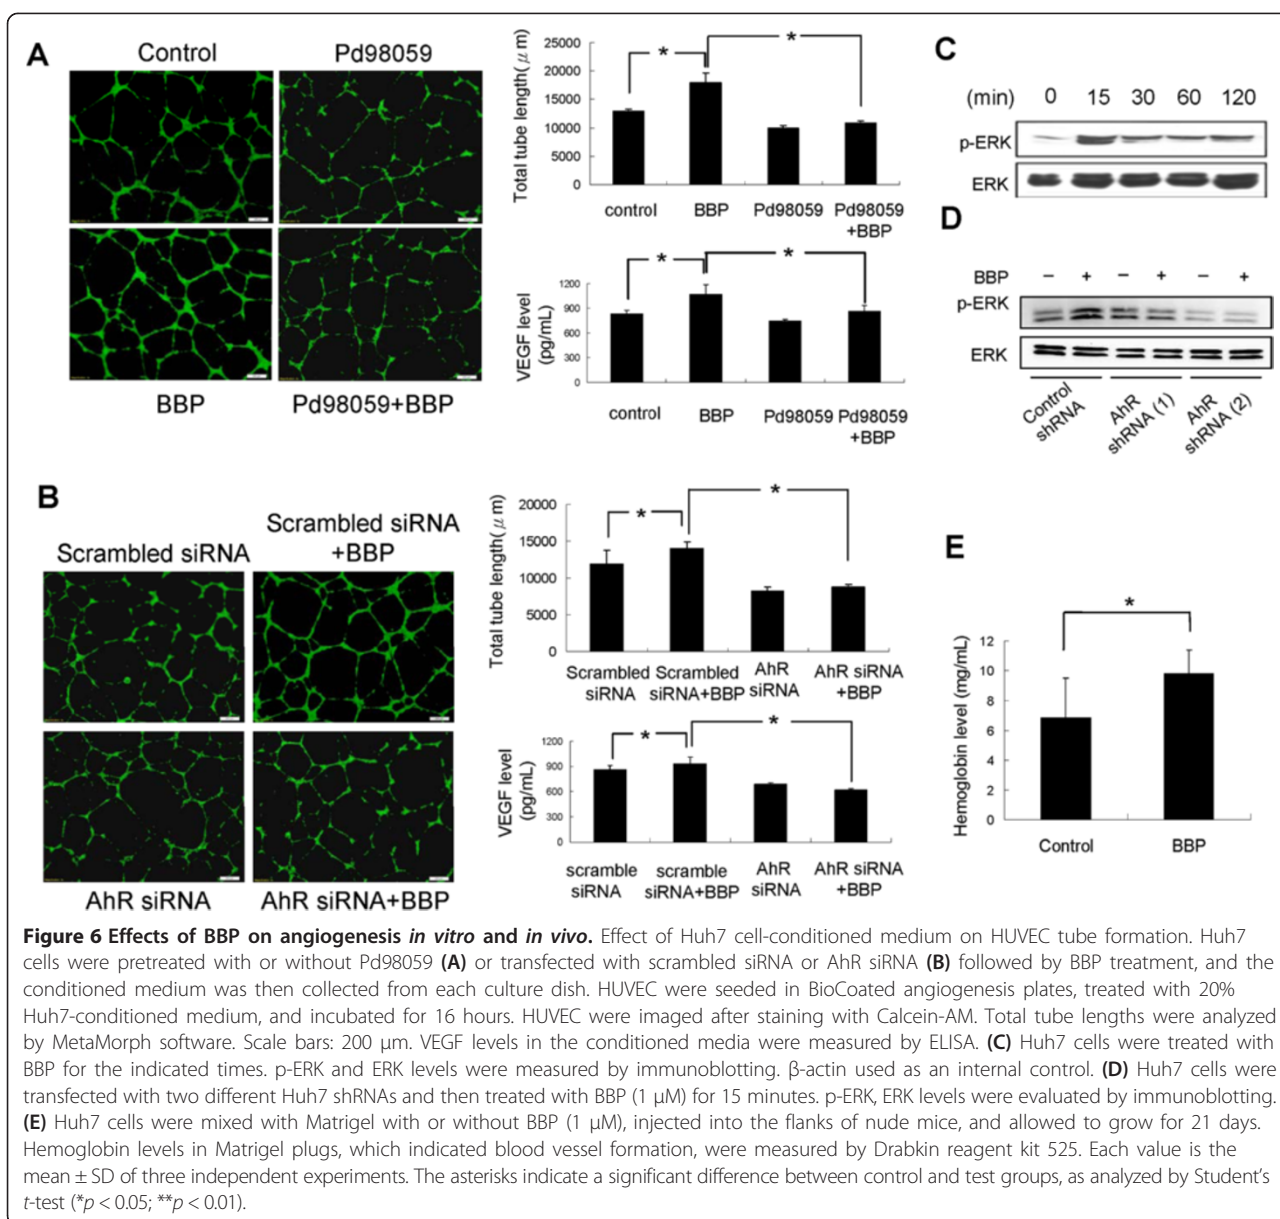 A
Control
Pd98059
BBP
Pd98059+BBP
Total tube length(μm)
25000
20000
15000
10000
5000
0
*
*
control
BBP
Pd98059
Pd98059
+BBP
VEGF level
(pg/mL)
1200
900
600
300
0
*
*
control
BBP
Pd98059
Pd98059
+BBP
C
(min) 0 15 30 60 120
p-ERK
ERK
D
BBP − + − + − +
p-ERK
ERK
Control
shRNA
AhR
shRNA (1)
AhR
shRNA (2)
B
Scrambled siRNA
Scrambled siRNA
+BBP
AhR siRNA
AhR siRNA+BBP
Total tube length(μm)
20000
15000
10000
5000
0
*
*
Scrambled
siRNA
Scrambled
siRNA+BBP
AhR
siRNA
AhR siRNA
+BBP
VEGF level
(pg/mL)
1200
900
600
300
0
*
*
scramble
siRNA
scramble
siRNA+BBP
AhR
siRNA
AhR siRNA
+BBP
E
Hemoglobin level (mg/mL)
12
10
8
6
4
2
0
*
Control
BBP
Figure 6 Effects of BBP on angiogenesis in vitro and in vivo. Effect of Huh7 cell-conditioned medium on HUVEC tube formation. Huh7
cells were pretreated with or without Pd98059 (A) or transfected with scrambled siRNA or AhR siRNA (B) followed by BBP treatment, and the
conditioned medium was then collected from each culture dish. HUVEC were seeded in BioCoated angiogenesis plates, treated with 20%
Huh7-conditioned medium, and incubated for 16 hours. HUVEC were imaged after staining with Calcein-AM. Total tube lengths were analyzed
by MetaMorph software. Scale bars: 200 μm. VEGF levels in the conditioned media were measured by ELISA. (C) Huh7 cells were treated with
BBP for the indicated times. p-ERK and ERK levels were measured by immunoblotting. β-actin used as an internal control. (D) Huh7 cells were
transfected with two different Huh7 shRNAs and then treated with BBP (1 μM) for 15 minutes. p-ERK, ERK levels were evaluated by immunoblotting.
(E) Huh7 cells were mixed with Matrigel with or without BBP (1 μM), injected into the flanks of nude mice, and allowed to grow for 21 days.
Hemoglobin levels in Matrigel plugs, which indicated blood vessel formation, were measured by Drabkin reagent kit 525. Each value is the
mean ± SD of three independent experiments. The asterisks indicate a significant difference between control and test groups, as analyzed by Student's
t-test (*p < 0.05; **p < 0.01).